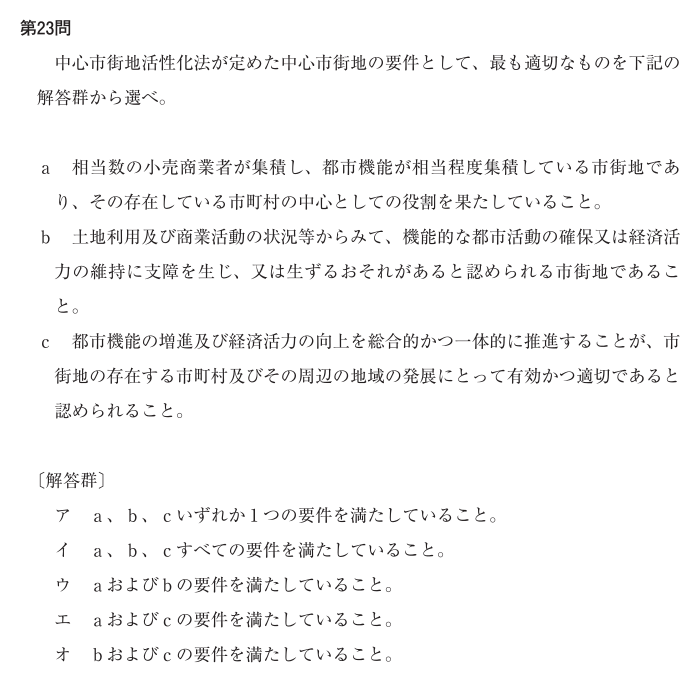 第23問
中心市街地活性化法が定めた中心市街地の要件として、最も適切なものを下記の
解答群から選べ。
a 相当数の小売商業者が集積し、都市機能が相当程度集積している市街地であ
り、その存在している市町村の中心としての役割を果たしていること。
b 土地利用及び商業活動の状況等からみて、機能的な都市活動の確保又は経済活
力の維持に支障を生じ、又は生ずるおそれがあると認められる市街地であるこ
と。
c 都市機能の増進及び経済活力の向上を総合的かつ一体的に推進することが、市
街地の存在する市町村及びその周辺の地域の発展にとって有効かつ適切であると
認められること。
〔解答群〕
ア a、b、cいずれか1つの要件を満たしていること。
イ a、b、cすべての要件を満たしていること。
ウ aおよびbの要件を満たしていること。
エ aおよびcの要件を満たしていること。
オ bおよびcの要件を満たしていること。